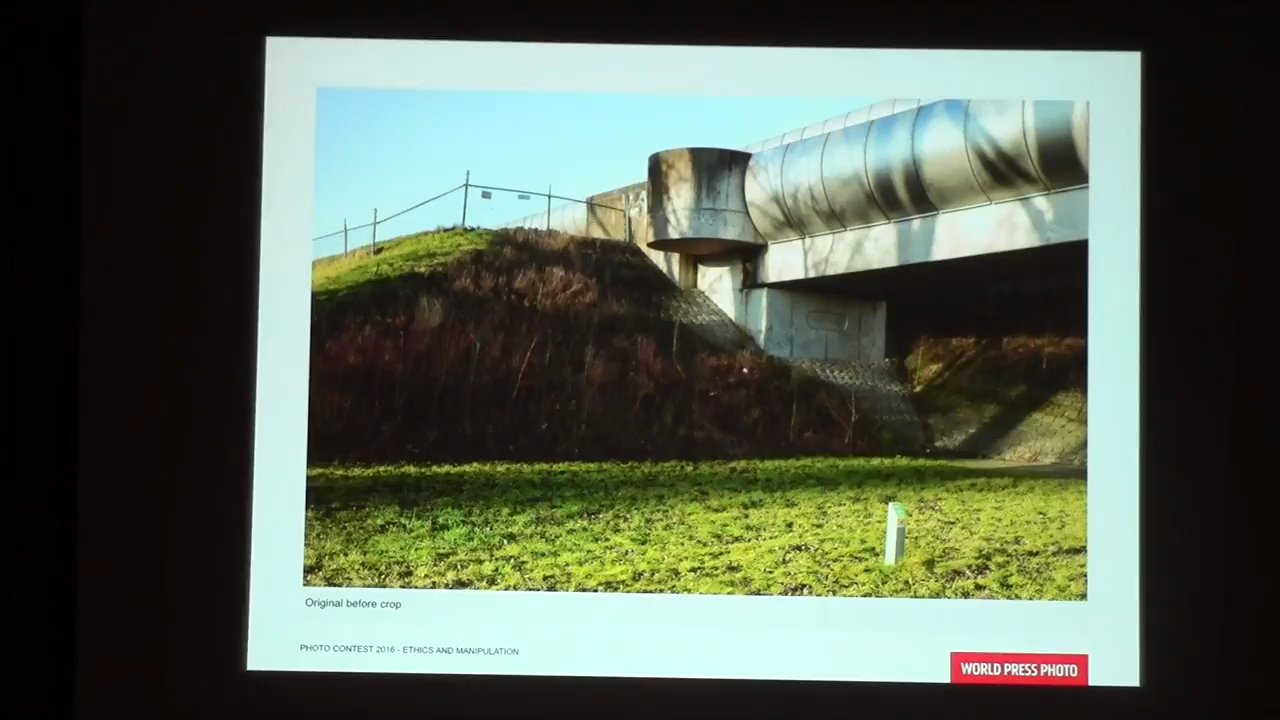 Original before crop
PHOTO CONTEST 2016 - ETHICS AND MANIPULATION
WORLD PRESS PHOTO